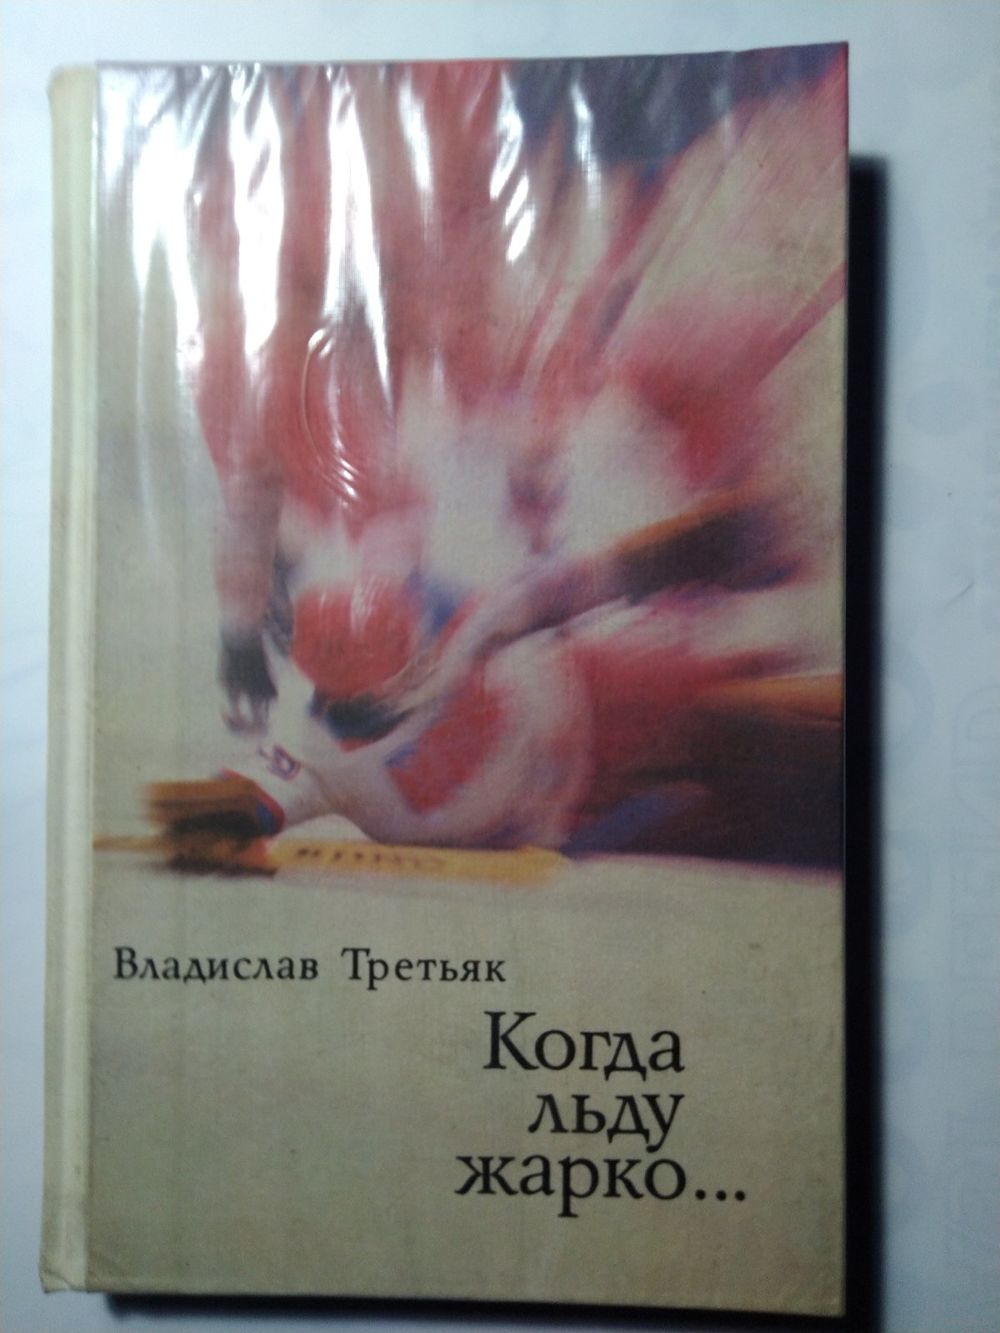 Владислав Третьяк
Когда
льду
жарко...